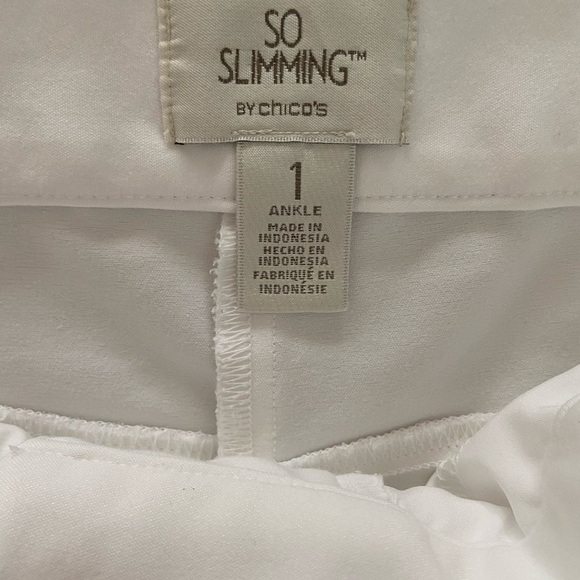 SO
SLIMMING™
BY chico's
1
ANKLE
MADE IN
INDONESIA
HECHO EN
INDONESIA
FABRIQUÉ EN
INDONÉSIE